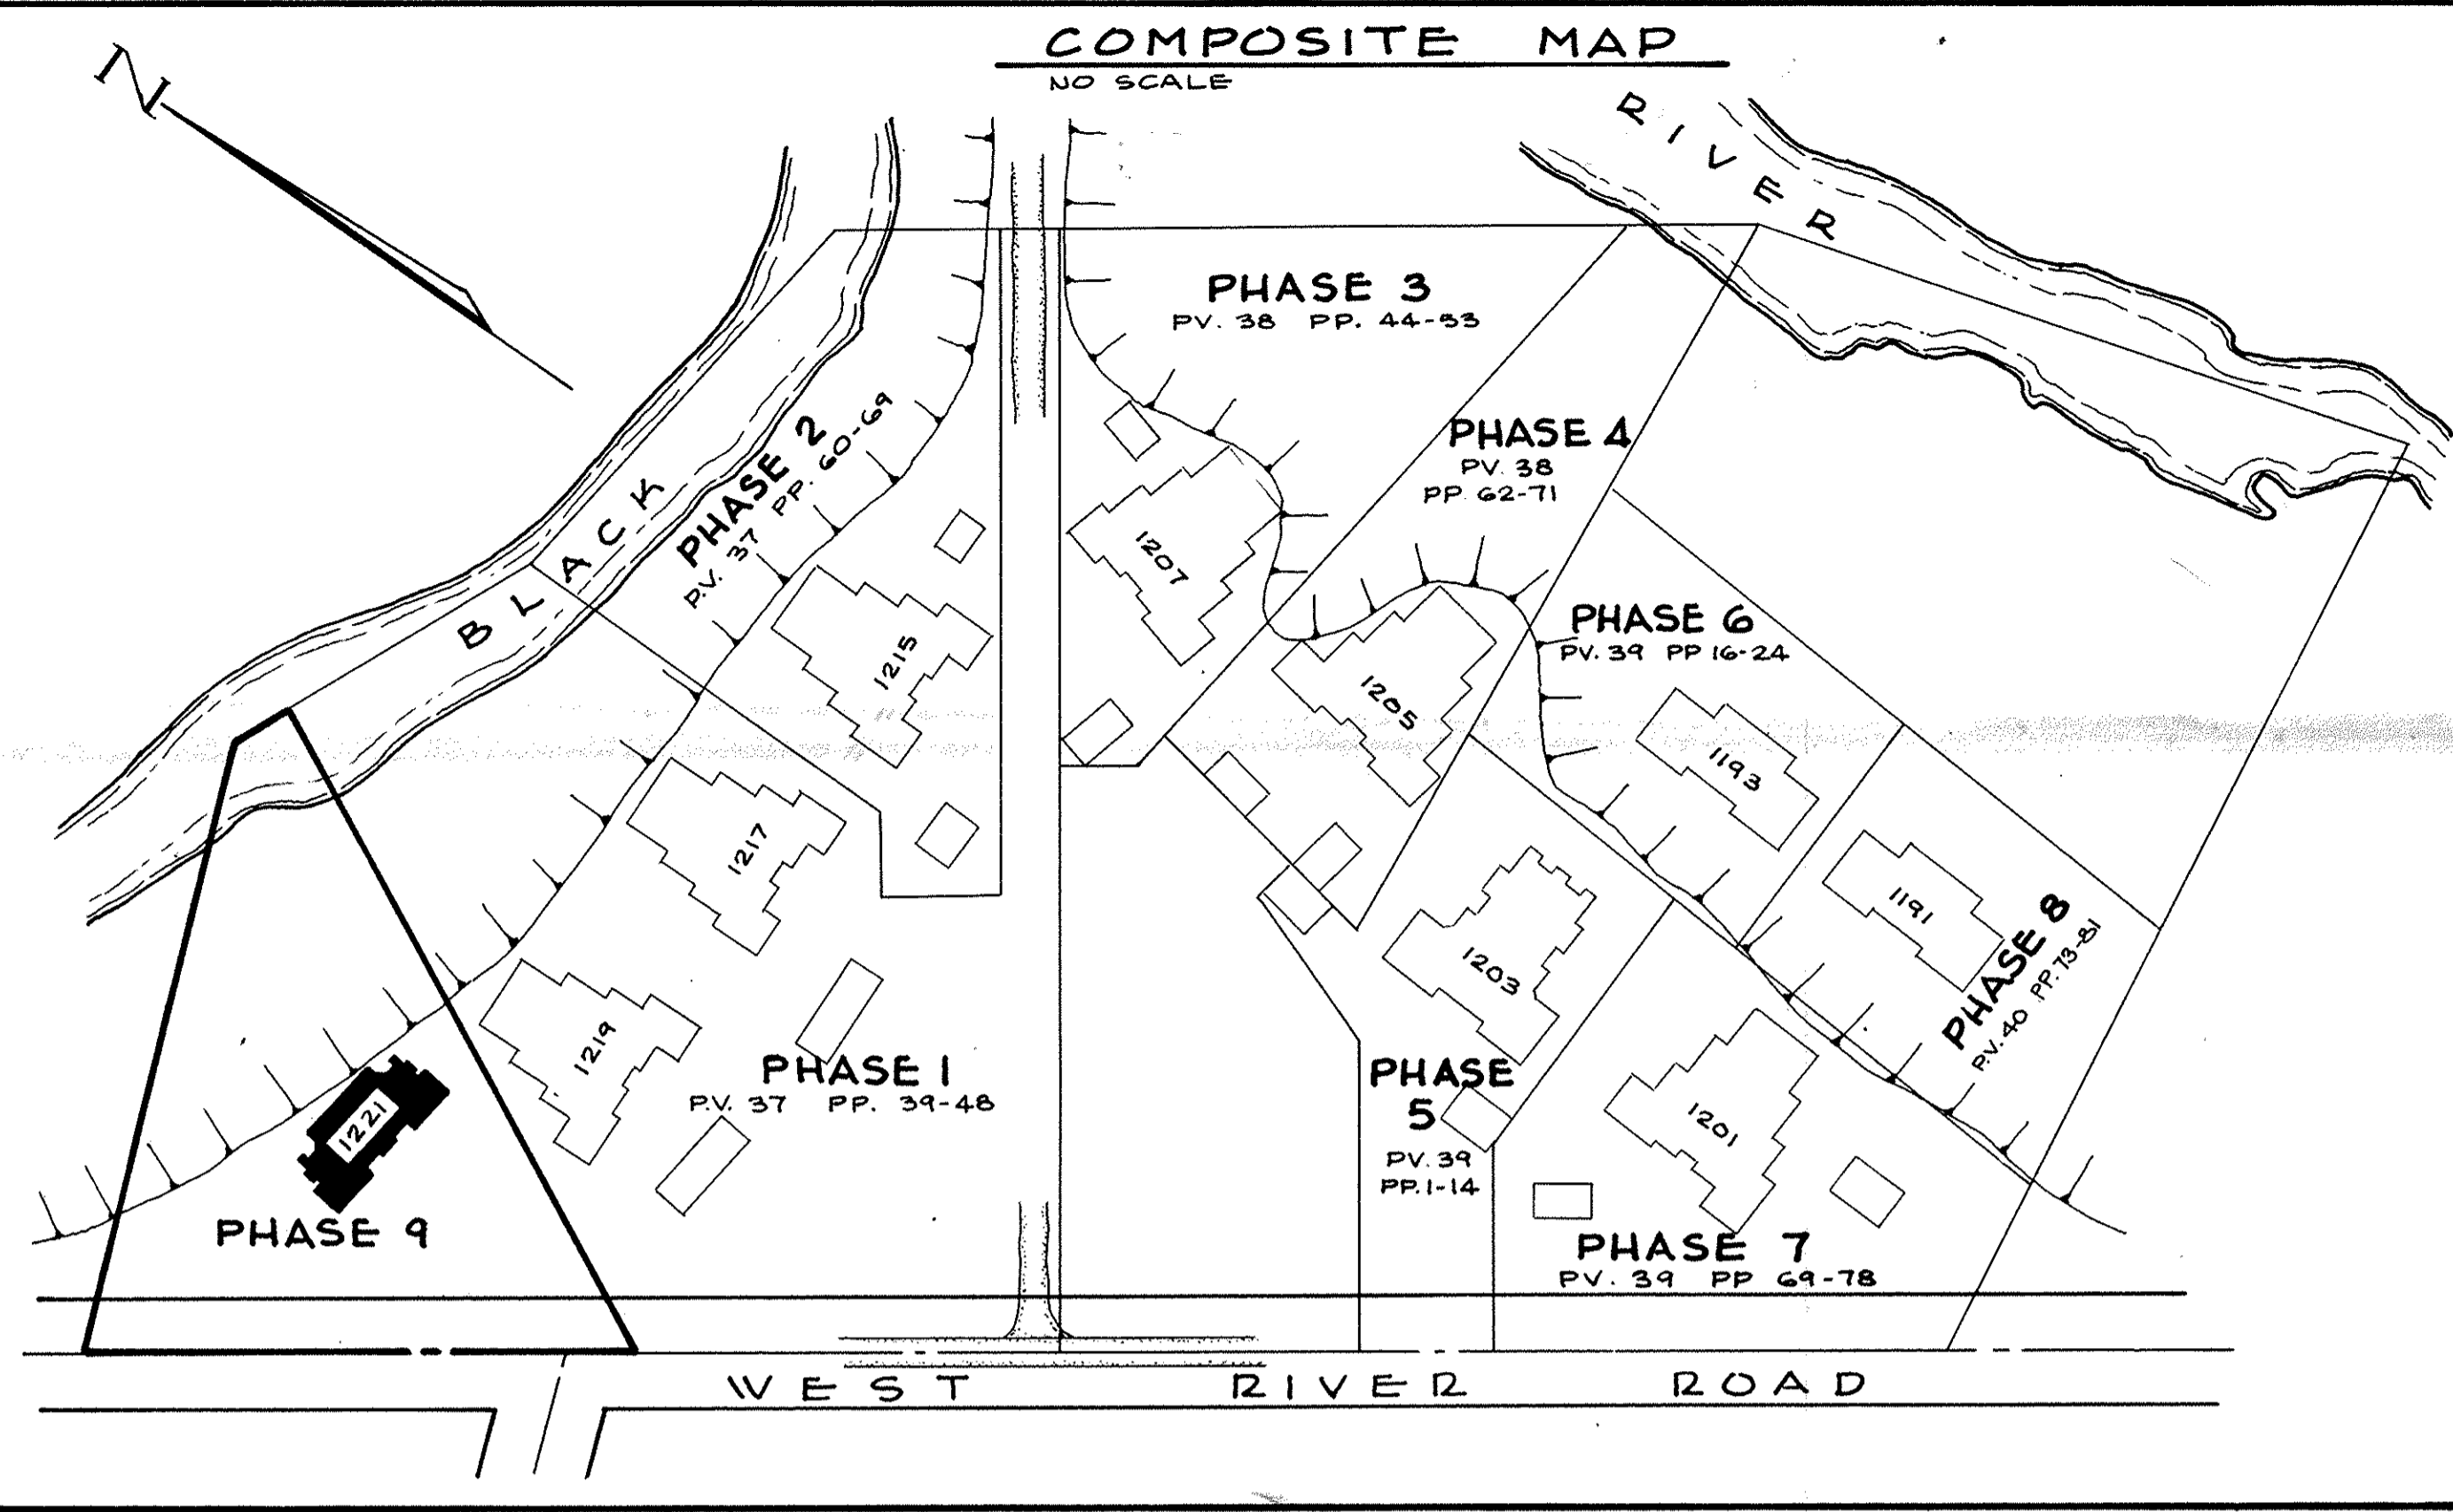 COMPOSITE MAP
NO SCALE
N
RIVER
PHASE 3
PV. 38 PP. 44-53
PHASE 2
P.V. 37 PP. 60-69
BLACK
PHASE 4
PV. 38
PP. 62-71
1207
1215
PHASE 6
PV. 39 PP 16-24
1205
1193
1217
1191
PHASE 8
P.V. 40 PP. 73-81
1203
1219
PHASE 1
P.V. 37 PP. 39-48
PHASE
5
PV. 39
PP. 1-14
1201
1221
PHASE 9
PHASE 7
PV. 39 PP 69-78
WEST RIVER ROAD